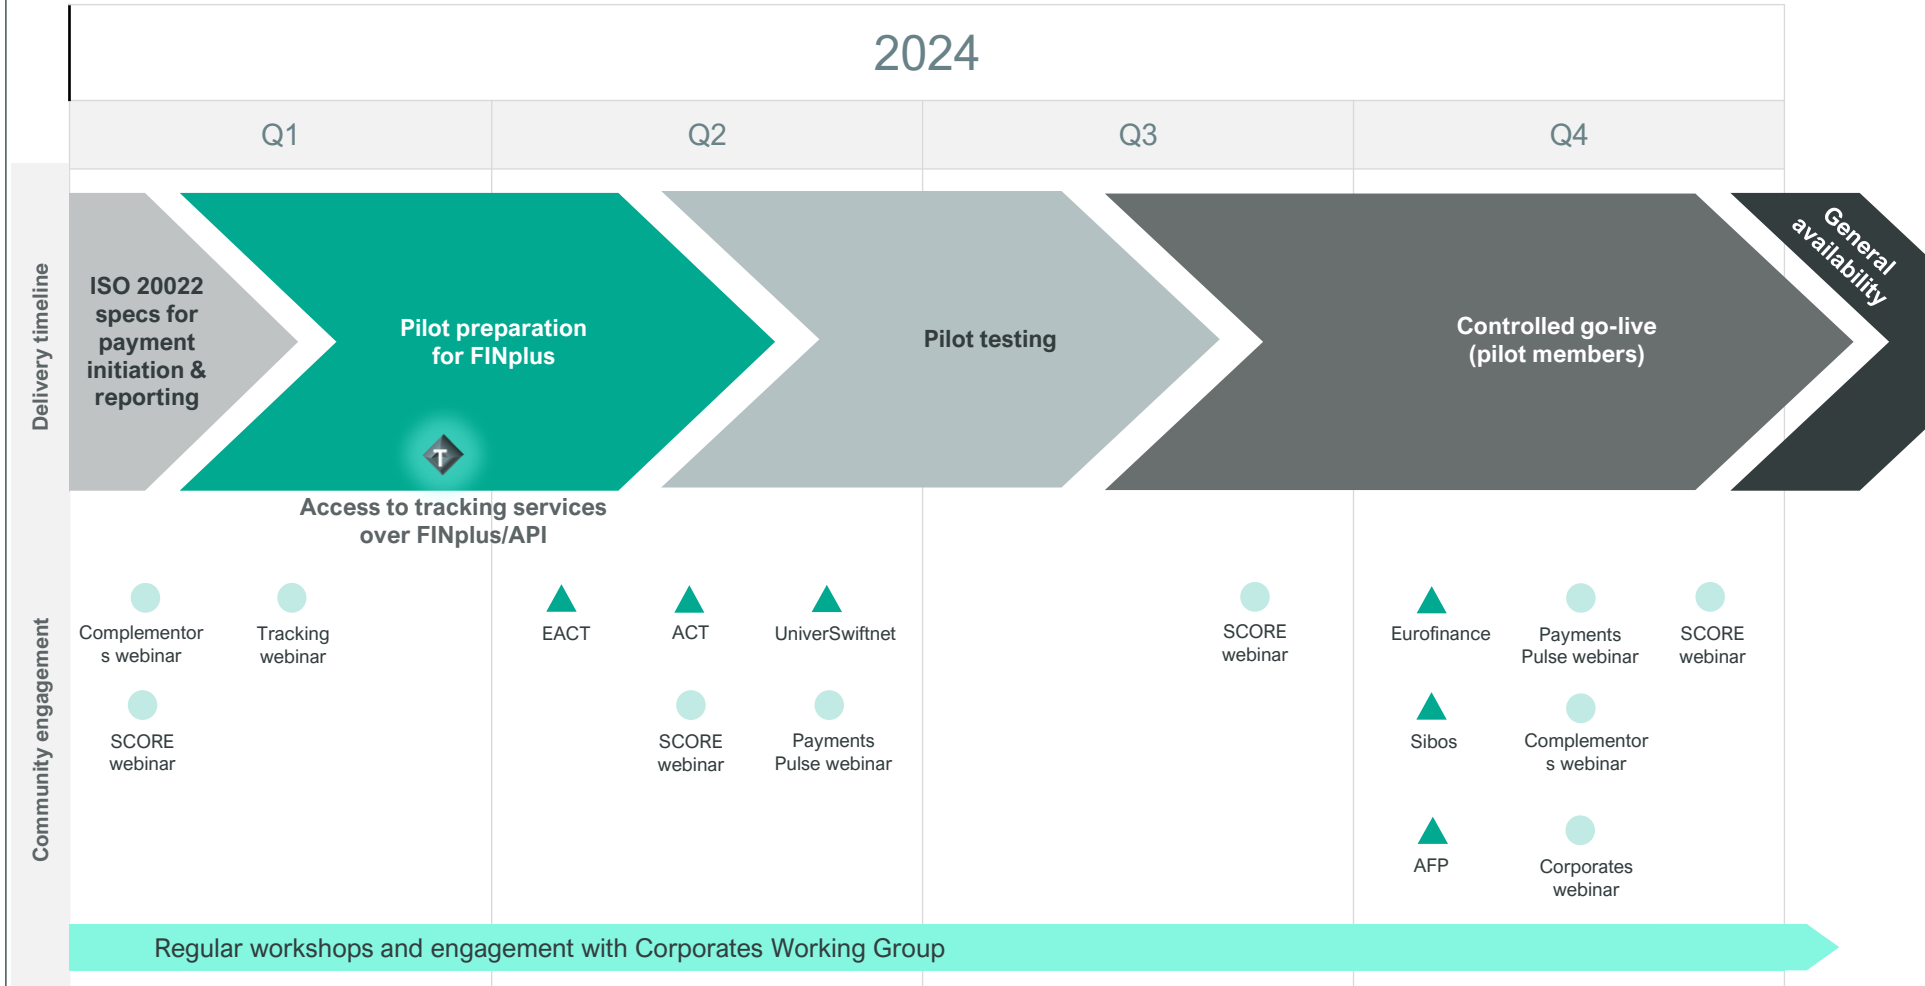 2024
Q1
Q2
Q3
Q4
Delivery timeline
ISO 20022
specs for
payment
initiation &
reporting
Pilot preparation
for FINplus
T
Access to tracking services
over FINplus/API
Pilot testing
Controlled go-live
(pilot members)
General
availability
Community engagement
Complementor
s webinar
Tracking
webinar
EACT
ACT
UniverSwiftnet
SCORE
webinar
Eurofinance
Payments
Pulse webinar
SCORE
webinar
SCORE
webinar
SCORE
webinar
Payments
Pulse webinar
Sibos
Complementor
s webinar
AFP
Corporates
webinar
Regular workshops and engagement with Corporates Working Group